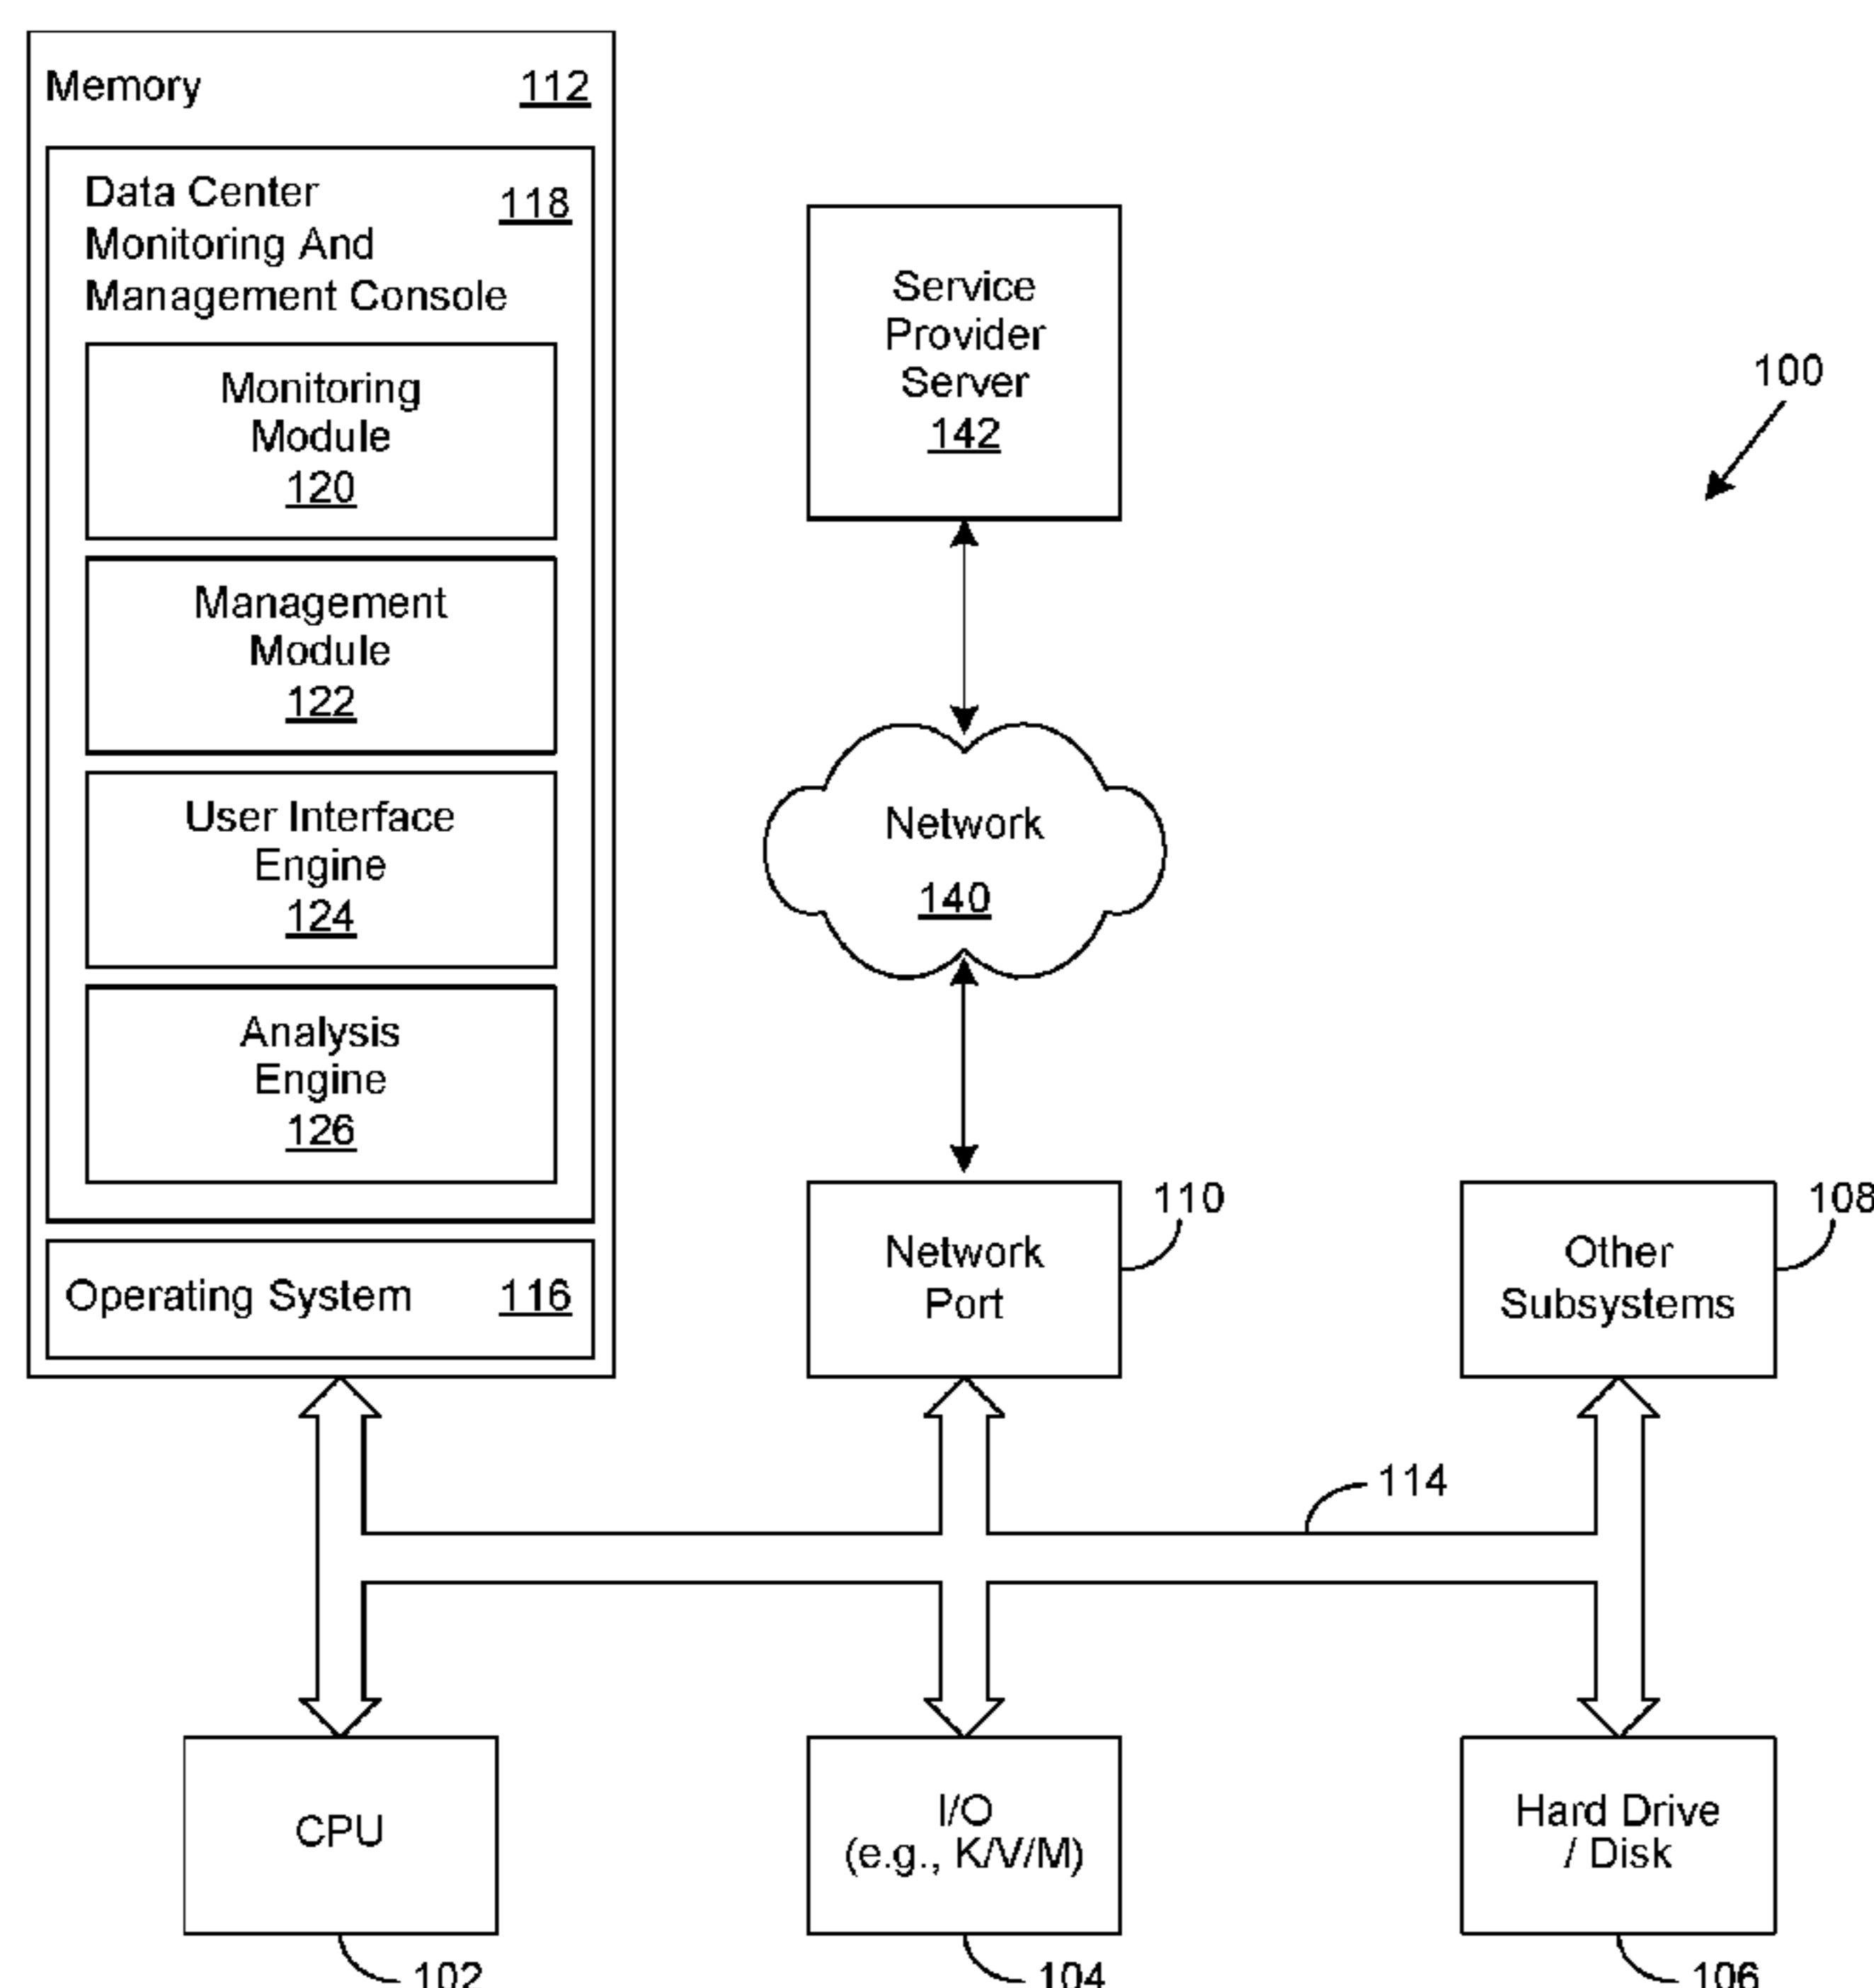 Memory 112
Data Center 118
Monitoring And
Management Console
Monitoring
Module
120
Management
Module
122
User Interface
Engine
124
Analysis
Engine
126
Operating System 116
Service
Provider
Server
142
100
Network
140
Network
Port
110
Other
Subsystems
108
114
CPU
102
I/O
(e.g., K/V/M)
104
Hard Drive
/ Disk
106